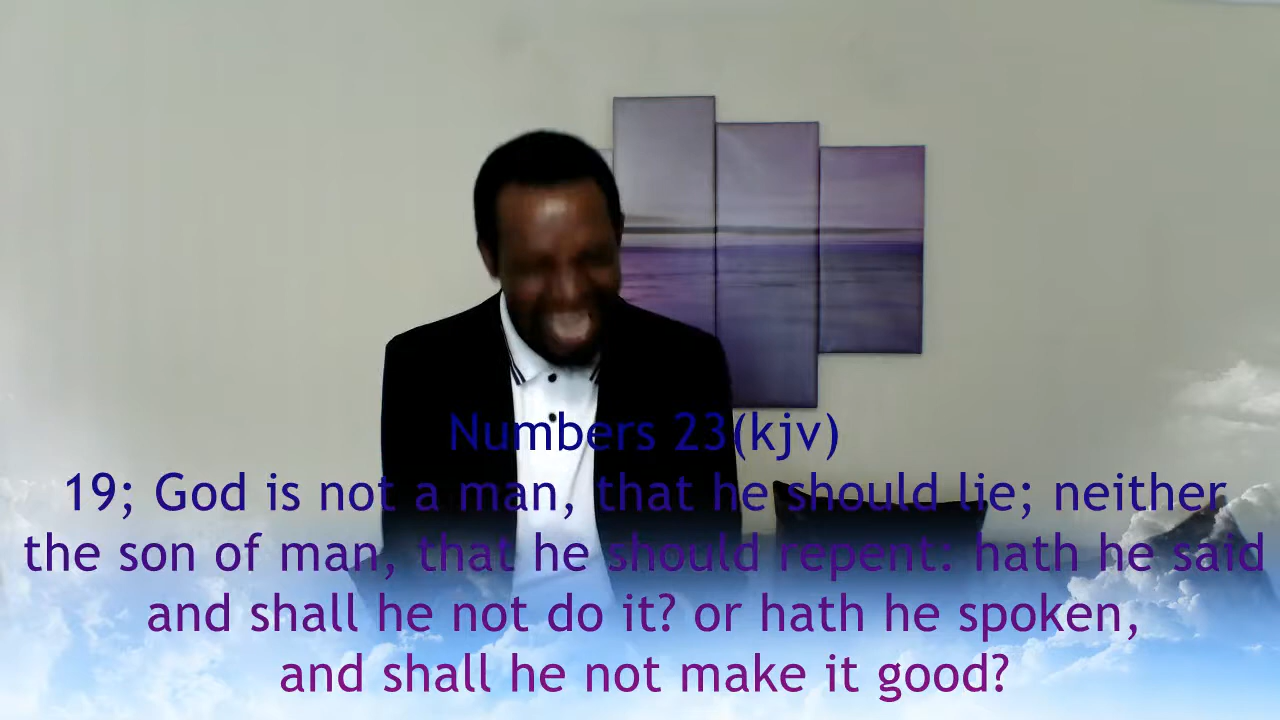 Numbers 23(kjv)
19; God is not a man, that he should lie; neither
the son of man, that he should repent: hath he said
and shall he not do it? or hath he spoken,
and shall he not make it good?